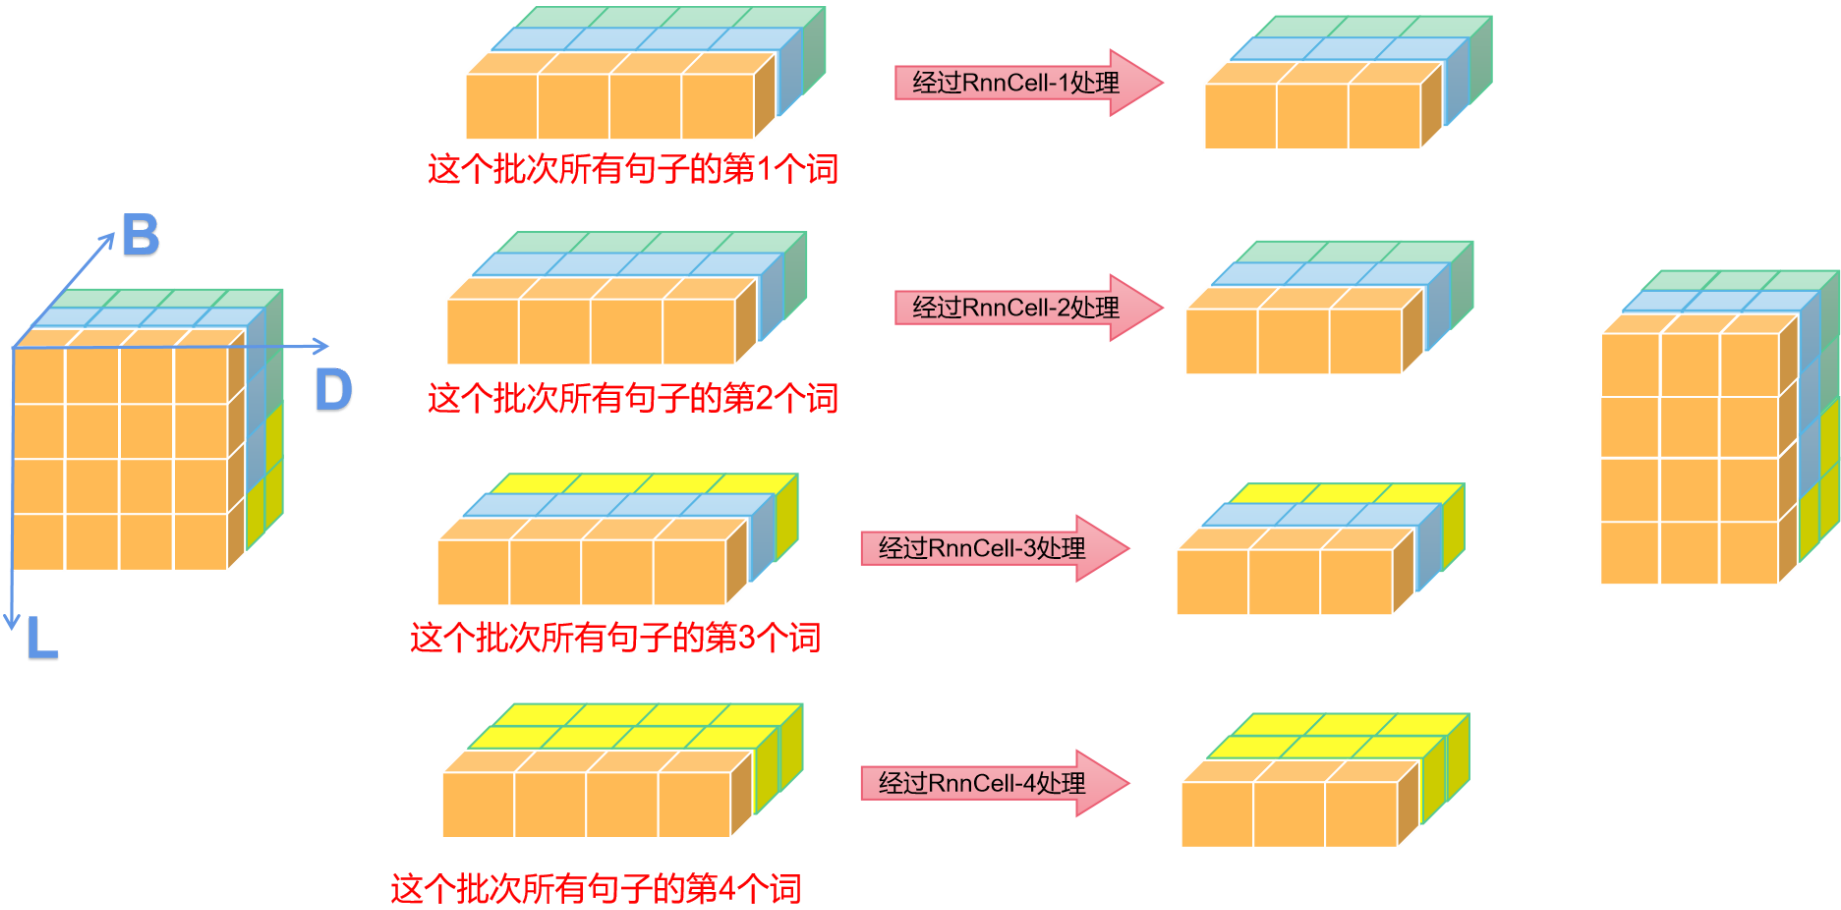 B
D
L
这个批次所有句子的第1个词
经过RnnCell-1处理
这个批次所有句子的第2个词
经过RnnCell-2处理
这个批次所有句子的第3个词
经过RnnCell-3处理
这个批次所有句子的第4个词
经过RnnCell-4处理